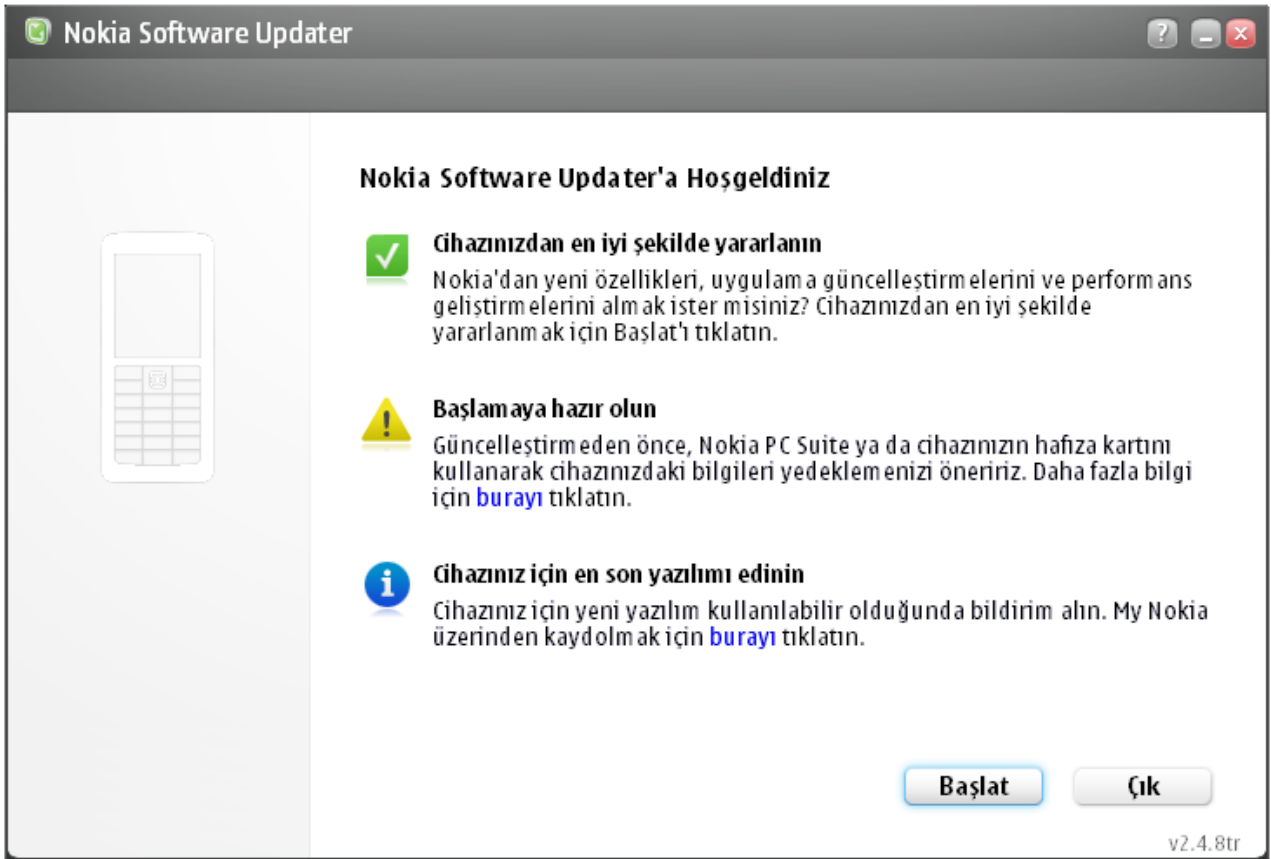 Nokia Software Updater
?
Nokia Software Updater'a Hoşgeldiniz
Cihazınızdan en iyi şekilde yararlanın
Nokia'dan yeni özellikleri, uygulama güncelleştirmelerini ve performans
geliştirmelerini almak ister misiniz? Cihazınızdan en iyi şekilde
yararlanmak için Başlat'ı tıklatın.
Başlamaya hazır olun
Güncelleştirmeden önce, Nokia PC Suite ya da cihazınızın hafıza kartını
kullanarak cihazınızdaki bilgileri yedeklemenizi öneririz. Daha fazla bilgi
için burayı tıklatın.
Cihazınız için en son yazılımı edinin
Cihazınız için yeni yazılım kullanılabilir olduğunda bildirim alın. My Nokia
üzerinden kaydolmak için burayı tıklatın.
Başlat
Çık
v2.4.8tr